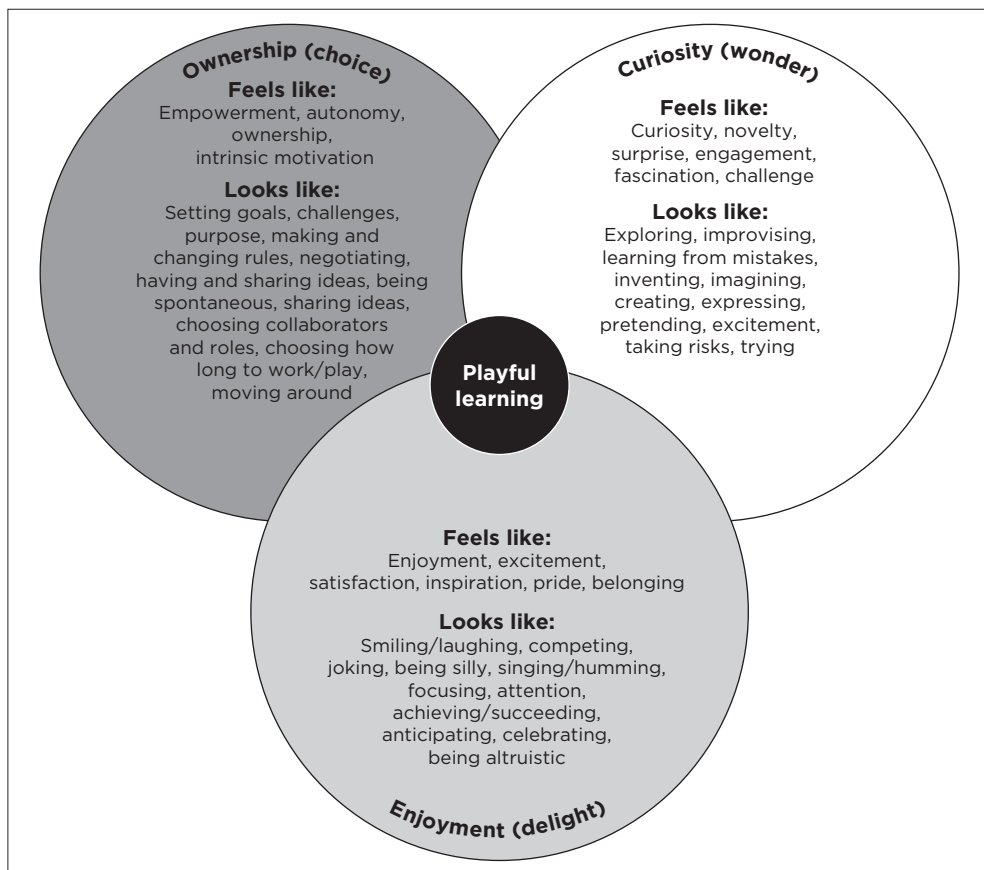 Ownership (choice)
Feels like:
Empowerment, autonomy,
ownership,
intrinsic motivation
Looks like:
Setting goals, challenges,
purpose, making and
changing rules, negotiating,
having and sharing ideas, being
spontaneous, sharing ideas,
choosing collaborators
and roles, choosing how
long to work/play,
moving around
Curiosity (wonder)
Feels like:
Curiosity, novelty,
surprise, engagement,
fascination, challenge
Looks like:
Exploring, improvising,
learning from mistakes,
inventing, imagining,
creating, expressing,
pretending, excitement,
taking risks, trying
Playful
learning
Feels like:
Enjoyment, excitement,
satisfaction, inspiration, pride, belonging
Looks like:
Smiling/laughing, competing,
joking, being silly, singing/humming,
focusing, attention,
achieving/succeeding,
anticipating, celebrating,
being altruistic
Enjoyment (delight)